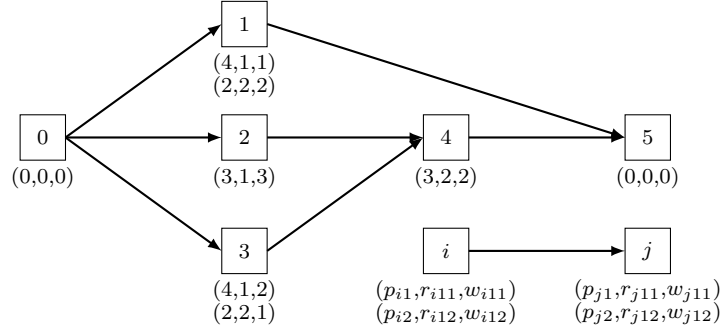 1
(4,1,1)
(2,2,2)
0
(0,0,0)
2
(3,1,3)
4
(3,2,2)
5
(0,0,0)
3
(4,1,2)
(2,2,1)
i
(p_{i1},r_{i11},w_{i11})
(p_{i2},r_{i12},w_{i12})
j
(p_{j1},r_{j11},w_{j11})
(p_{j2},r_{j12},w_{j12})